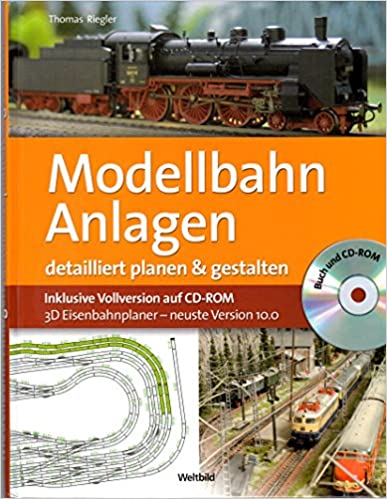 Thomas Riegler
Modellbahn
Anlagen
detailliert planen & gestalten
Buch und CD-ROM
Inklusive Vollversion auf CD-ROM
3D Eisenbahnplaner – neuste Version 10.0
Weltbild